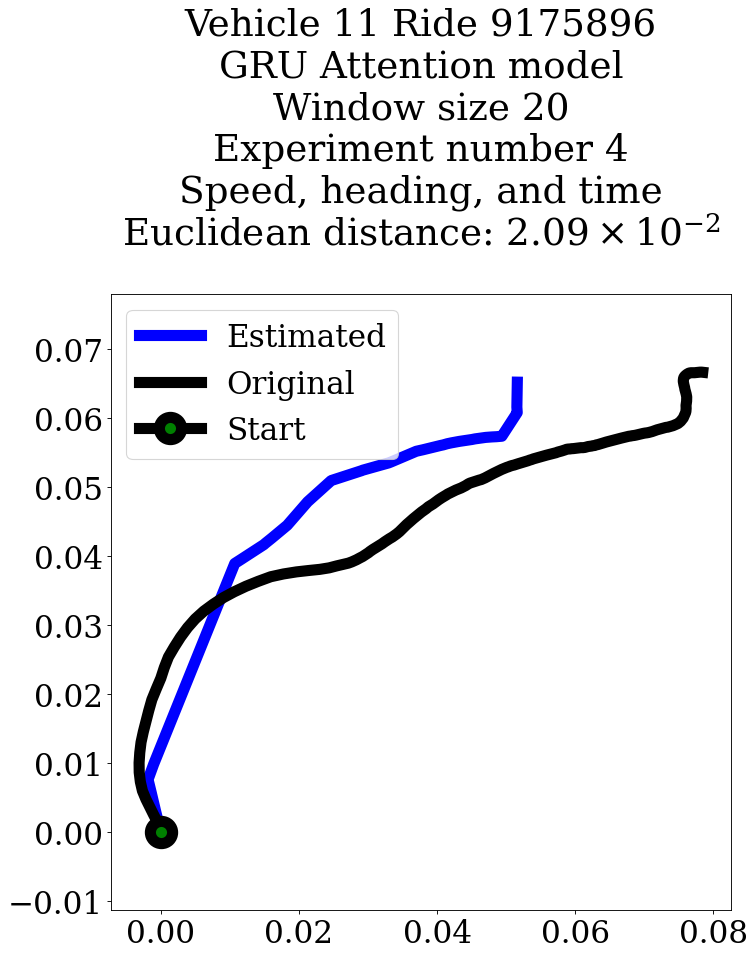 Vehicle 11 Ride 9175896
GRU Attention model
Window size 20
Experiment number 4
Speed, heading, and time
Euclidean distance: 2.09 × 10⁻²
Estimated
Original
Start
0.07
0.06
0.05
0.04
0.03
0.02
0.01
0.00
−0.01
0.00 0.02 0.04 0.06 0.08